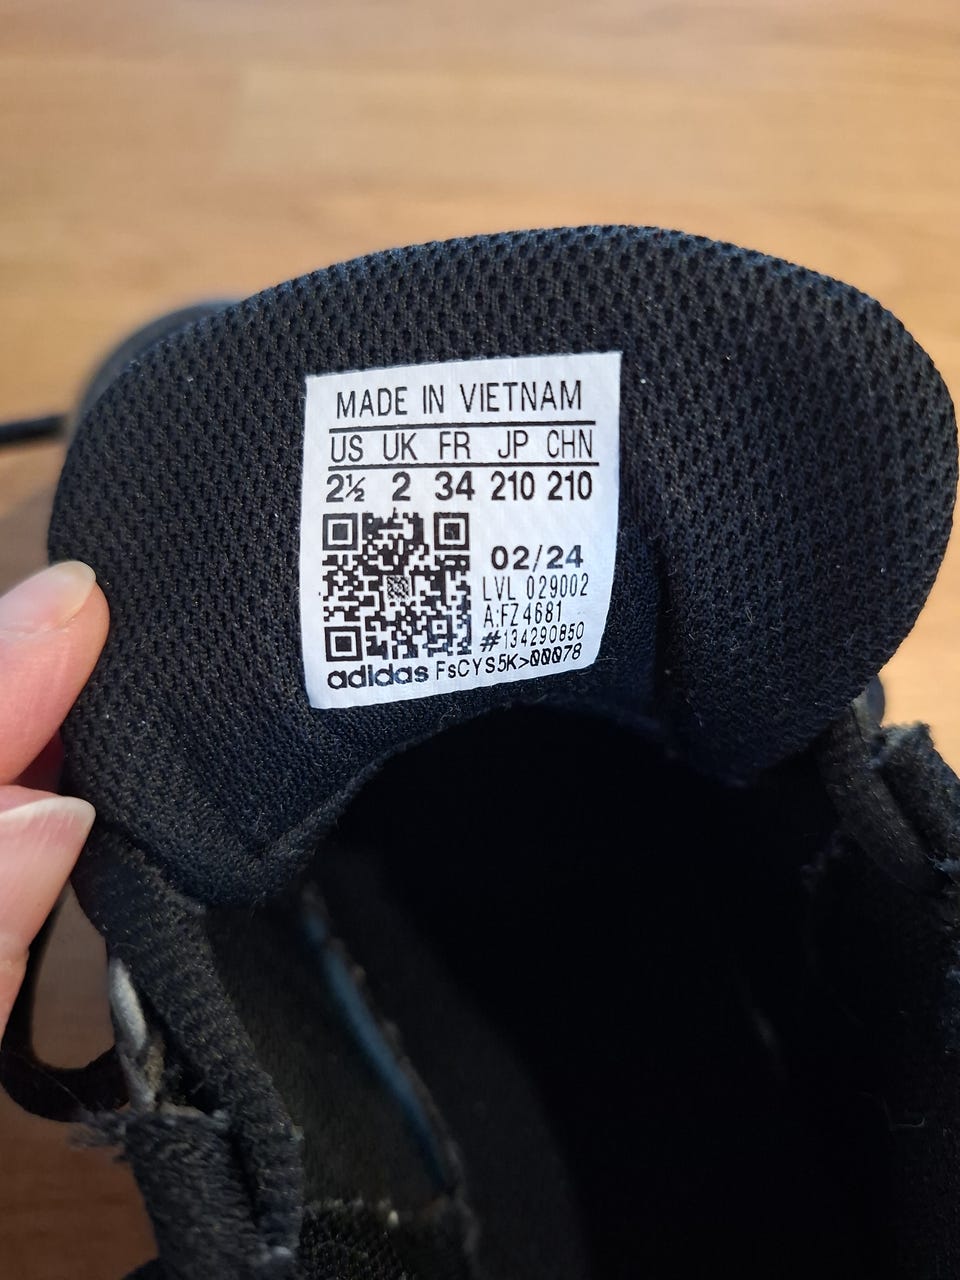 MADE IN VIETNAM
US UK FR JP CHN
2½ 2 34 210 210
02/24
LVL 029002
A:FZ4681
#134290850
adidas FsCYS5K>00078